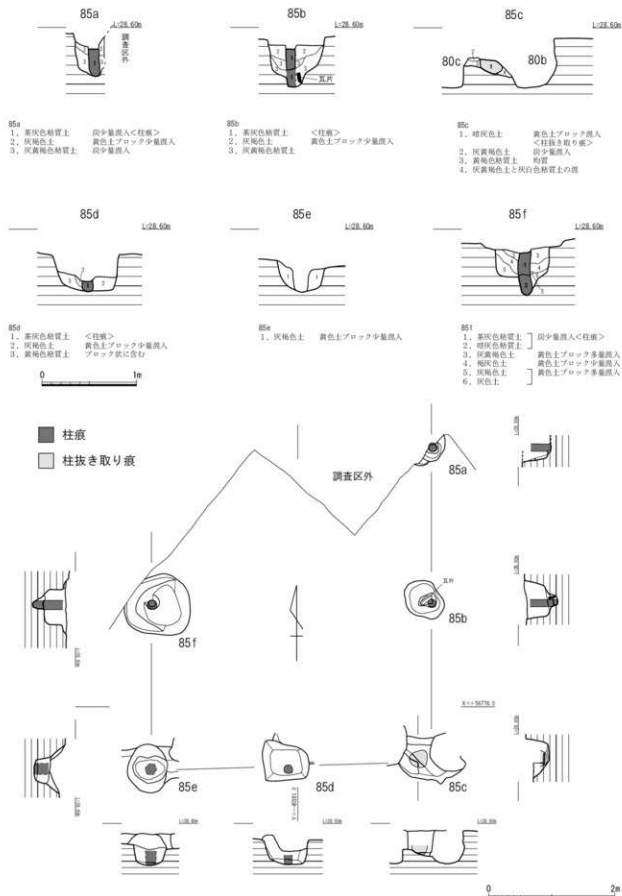 85a
L=28.60m
調査区外
85b
L=28.60m
瓦片
85c
L=28.60m
80c
80b
85a
1, 茶灰色粘質土 炭少量混入<柱痕>
2, 灰褐色土 黄色土ブロック少量混入
3, 灰黄褐色粘質土 炭少量混入
85b
1, 茶灰色粘質土 <柱痕>
2, 灰褐色土 黄色土ブロック少量混入
3, 灰黄褐色粘質土
85c
1, 暗灰色土 黄色土ブロック混入
<柱抜き取り痕>
2, 灰黄褐色土 炭少量混入
3, 黄褐色粘質土 均質
4, 灰黄褐色土と灰白色粘質土の混
85d
L=28.60m
85e
L=28.60m
85f
L=28.60m
85d
1, 茶灰色粘質土 <柱痕>
2, 灰褐色土 黄色土ブロック少量混入
3, 黄褐色粘質土 ブロック状に含む
85e
1, 灰褐色土 黄色土ブロック少量混入
85f
1, 茶灰色粘質土 炭少量混入<柱痕>
2, 暗灰色粘質土
3, 灰黄褐色土 黄色土ブロック多量混入
4, 褐灰色土 黄色土ブロック少量混入
5, 灰褐色土 黄色土ブロック多量混入
6, 灰色土
0 1m
柱痕
柱抜き取り痕
調査区外
85a
瓦片
85b
85f
85e
85d
85c
L=28.60m
L=28.60m
L=28.60m
0 2m